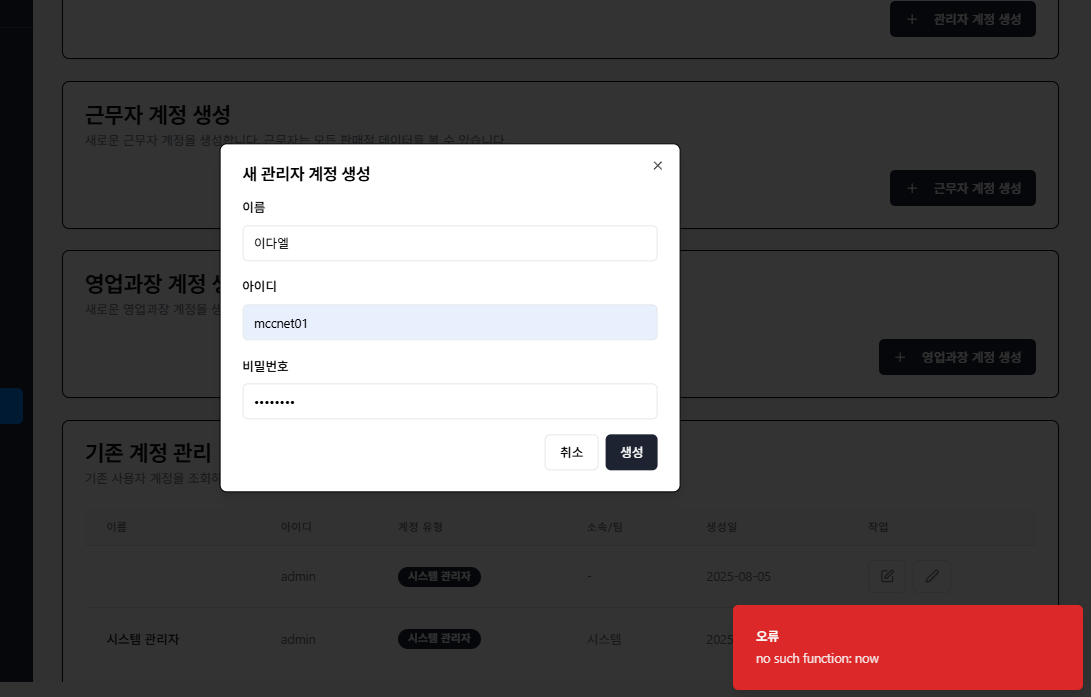 + 관리자 계정 생성
근무자 계정 생성
새로운 근무자 계정을 생성합니다. 근무자는 모든 판매점 데이터를 볼 수 있습니다.
+ 근무자 계정 생성
새 관리자 계정 생성
이름
이다엘
아이디
mccnet01
비밀번호
••••••••
취소 생성
영업과장 계정
새로운 영업과장 계정을
+ 영업과장 계정 생성
기존 계정 관리
기존 사용자 계정을
이름 아이디 계정 유형 소속/팀 생성일 작업
admin 시스템 관리자 - 2025-08-05
시스템 관리자 admin 시스템 관리자 시스템
오류
no such function: now